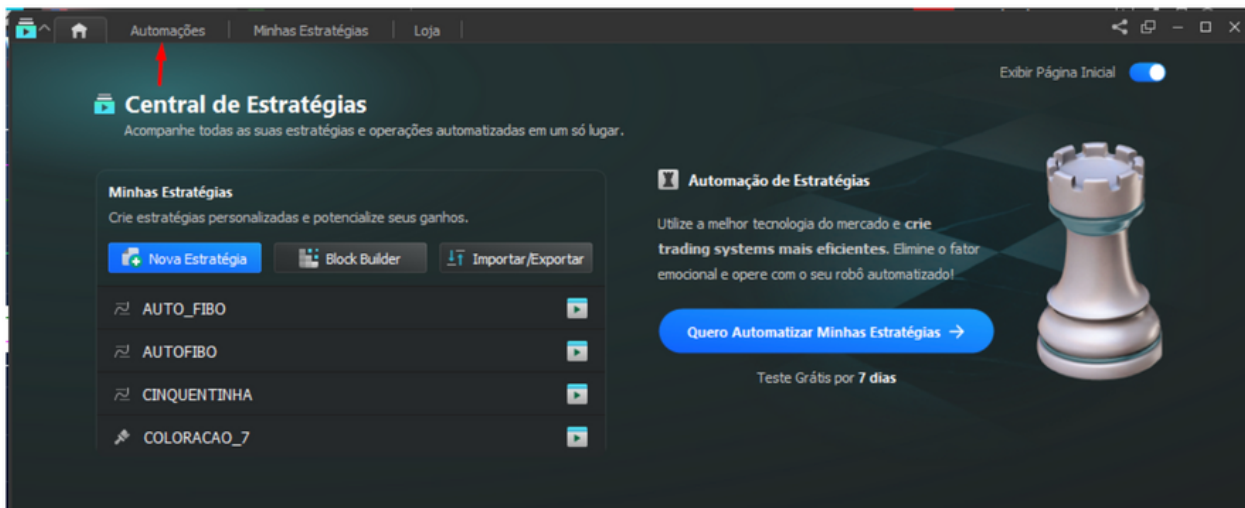 Automações
Minhas Estratégias
Loja
Exibir Página Inicial
Central de Estratégias
Acompanhe todas as suas estratégias e operações automatizadas em um só lugar.
Minhas Estratégias
Crie estratégias personalizadas e potencialize seus ganhos.
Nova Estratégia
Block Builder
Importar/Exportar
AUTO_FIBO
AUTOFIBO
CINQUENTINHA
COLORACAO_7
Automação de Estratégias
Utilize a melhor tecnologia do mercado e crie
trading systems mais eficientes. Elimine o fator
emocional e opere com o seu robô automatizado!
Quero Automatizar Minhas Estratégias →
Teste Grátis por 7 dias